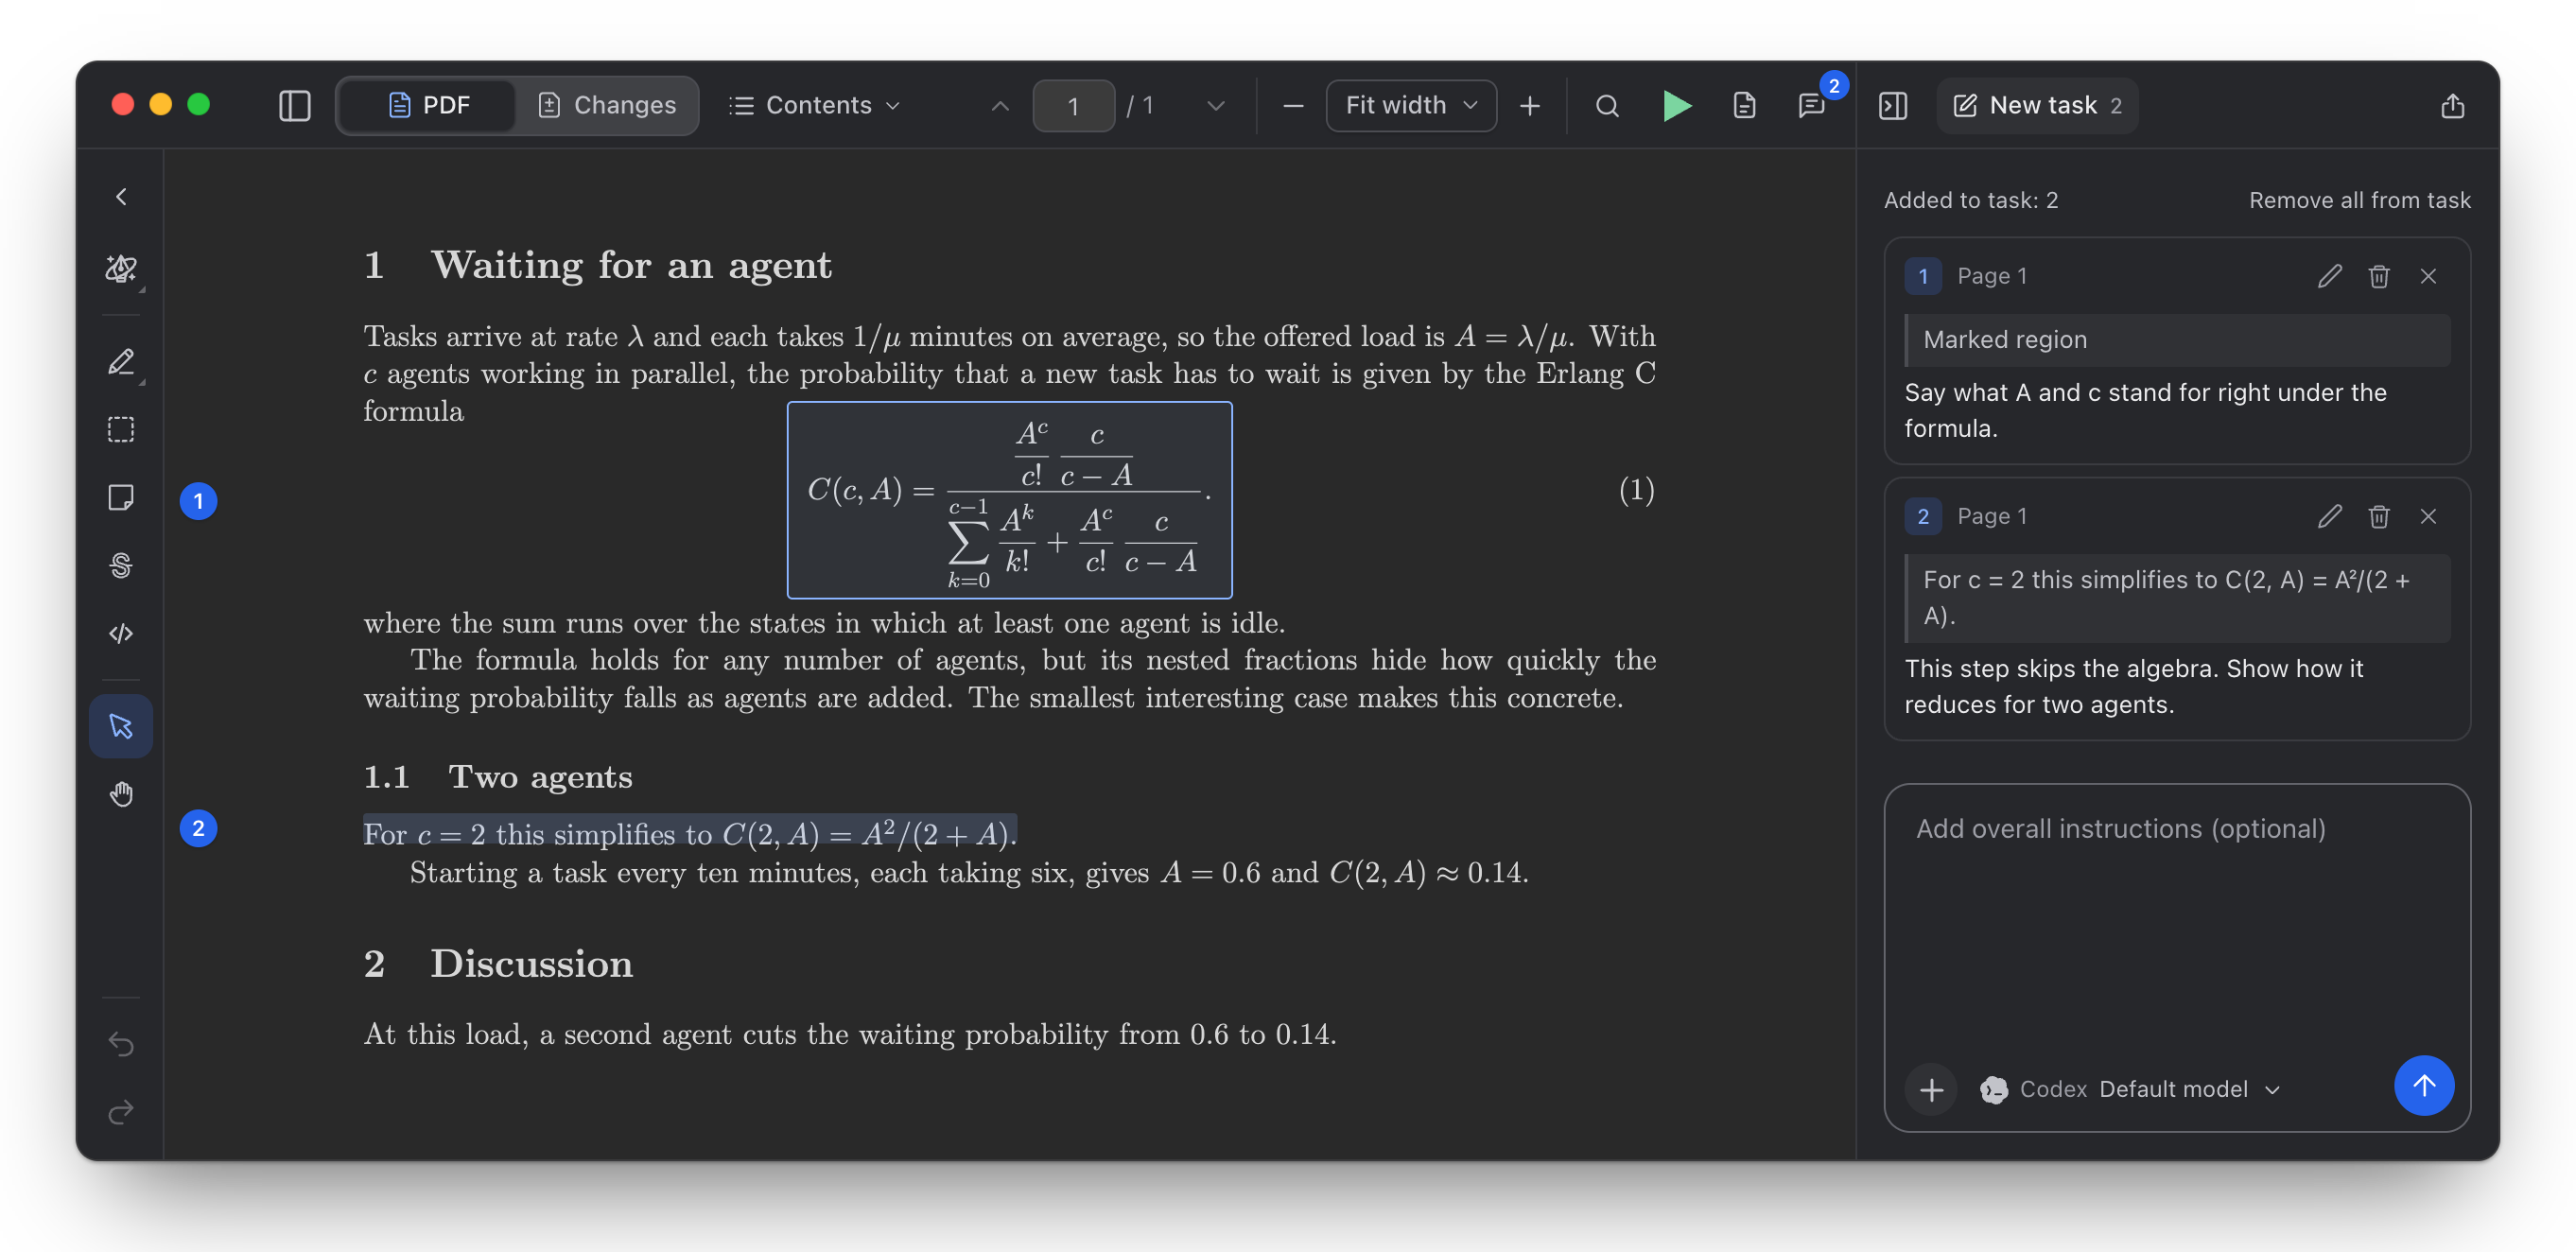 PDF
Changes
Contents
1 / 1
Fit width
2
New task 2
1 Waiting for an agent
Tasks arrive at rate λ and each takes 1/μ minutes on average, so the offered load is A = λ/μ. With
c agents working in parallel, the probability that a new task has to wait is given by the Erlang C
formula
1
C(c, A) = \frac{\frac{A^c}{c!} \frac{c}{c − A}}{\sum_{k=0}^{c−1} \frac{A^k}{k!} + \frac{A^c}{c!} \frac{c}{c − A}}. (1)
where the sum runs over the states in which at least one agent is idle.
The formula holds for any number of agents, but its nested fractions hide how quickly the
waiting probability falls as agents are added. The smallest interesting case makes this concrete.
1.1 Two agents
2
For c = 2 this simplifies to C(2, A) = A²/(2 + A).
Starting a task every ten minutes, each taking six, gives A = 0.6 and C(2, A) ≈ 0.14.
2 Discussion
At this load, a second agent cuts the waiting probability from 0.6 to 0.14.
Added to task: 2
Remove all from task
1 Page 1
Marked region
Say what A and c stand for right under the
formula.
2 Page 1
For c = 2 this simplifies to C(2, A) = A²/(2 +
A).
This step skips the algebra. Show how it
reduces for two agents.
Add overall instructions (optional)
Codex Default model